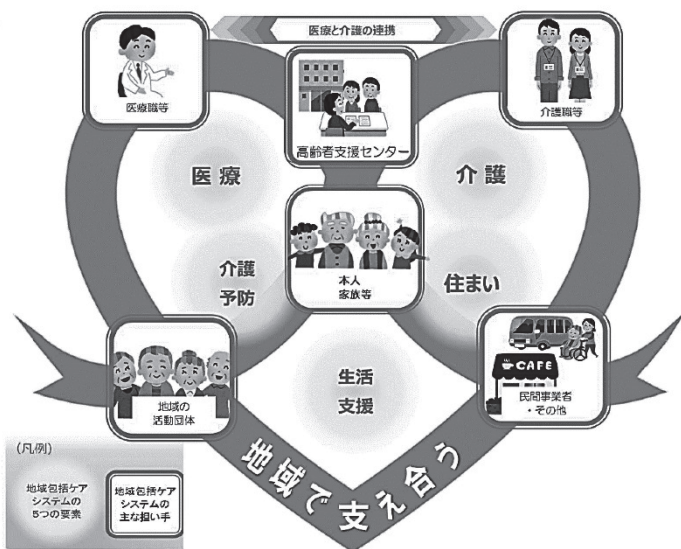 医療と介護の連携
医療職等
高齢者支援センター
介護職等
医療
介護
介護
予防
本人
家族等
住まい
地域の
活動団体
生活
支援
CAFE
民間事業者
・その他
地域で支え合う
(凡例)
地域包括ケア
システムの
5つの要素
地域包括ケア
システムの
主な担い手